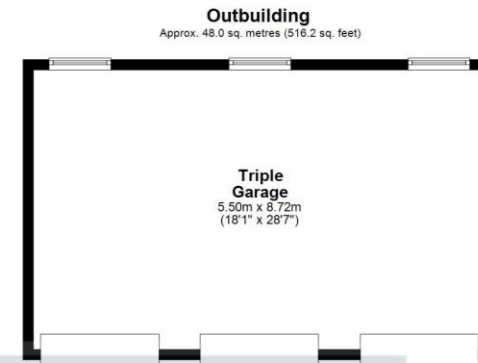 Outbuilding
Approx. 48.0 sq. metres (516.2 sq. feet)
Triple
Garage
5.50m x 8.72m
(18'1" x 28'7")